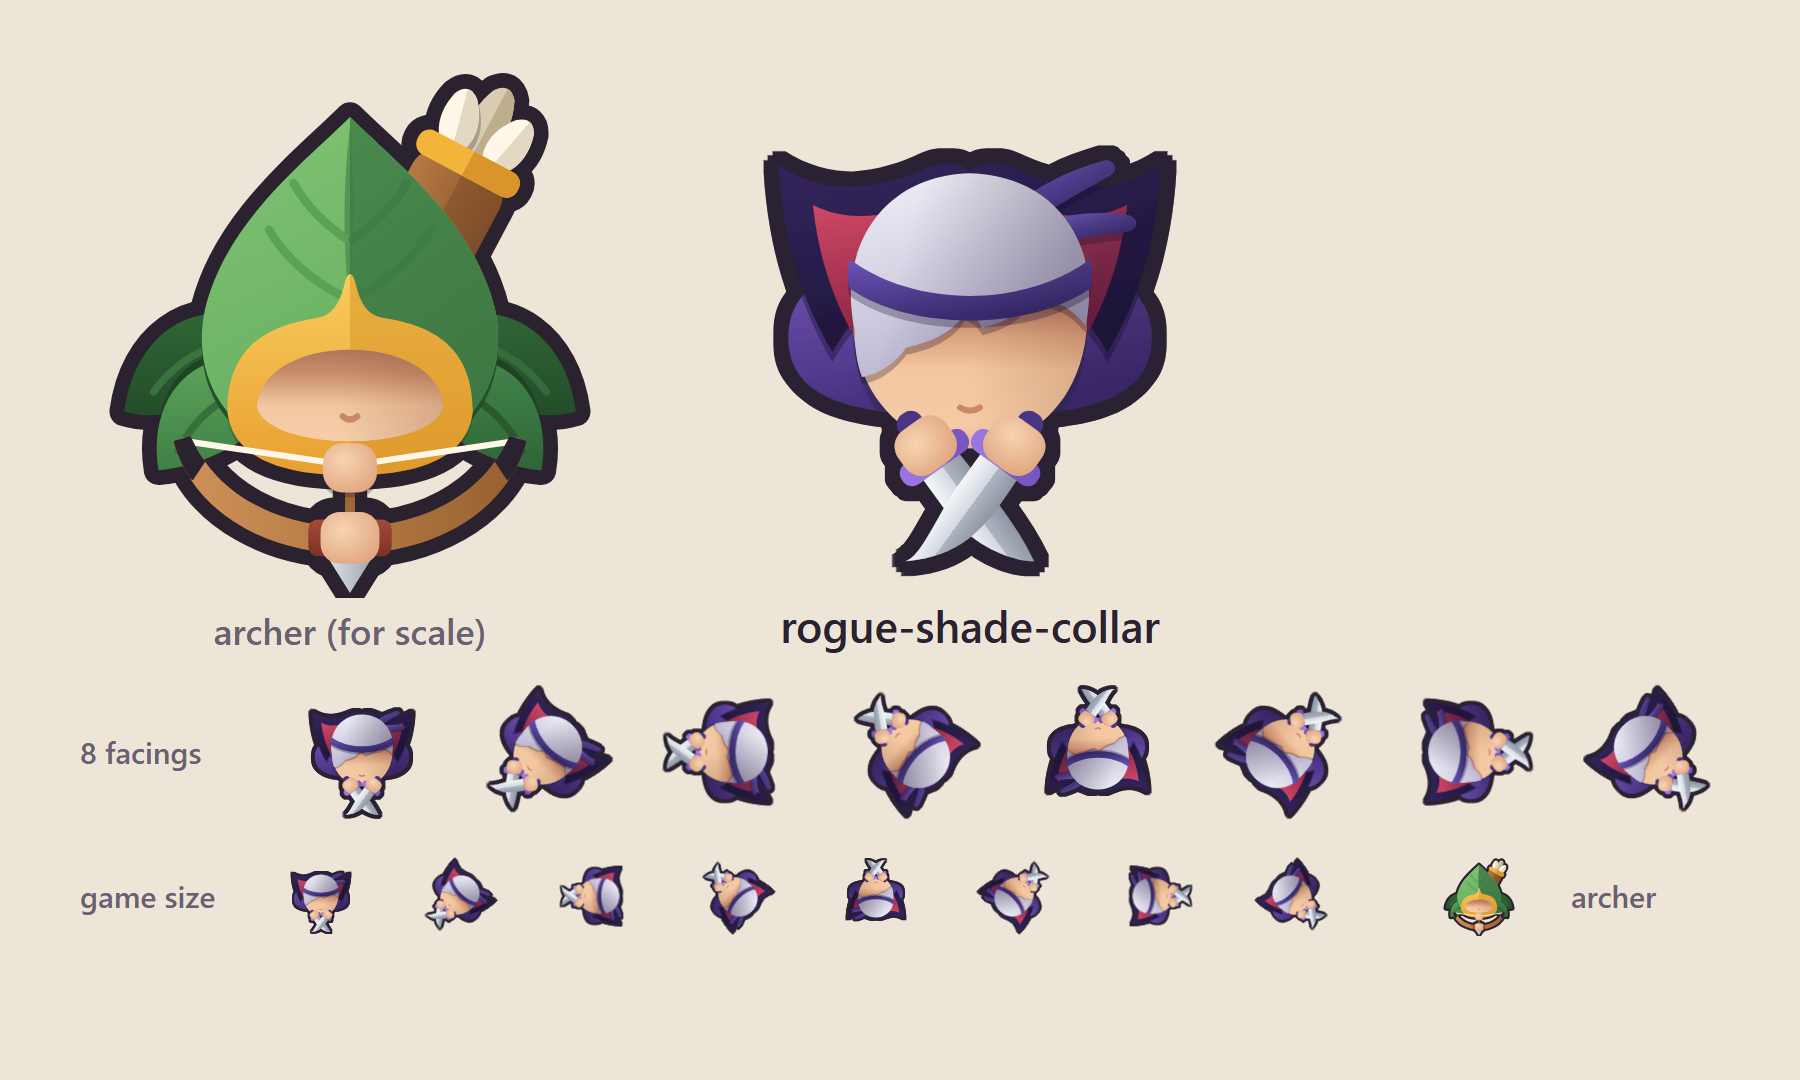 archer (for scale)
rogue-shade-collar
8 facings
game size
archer